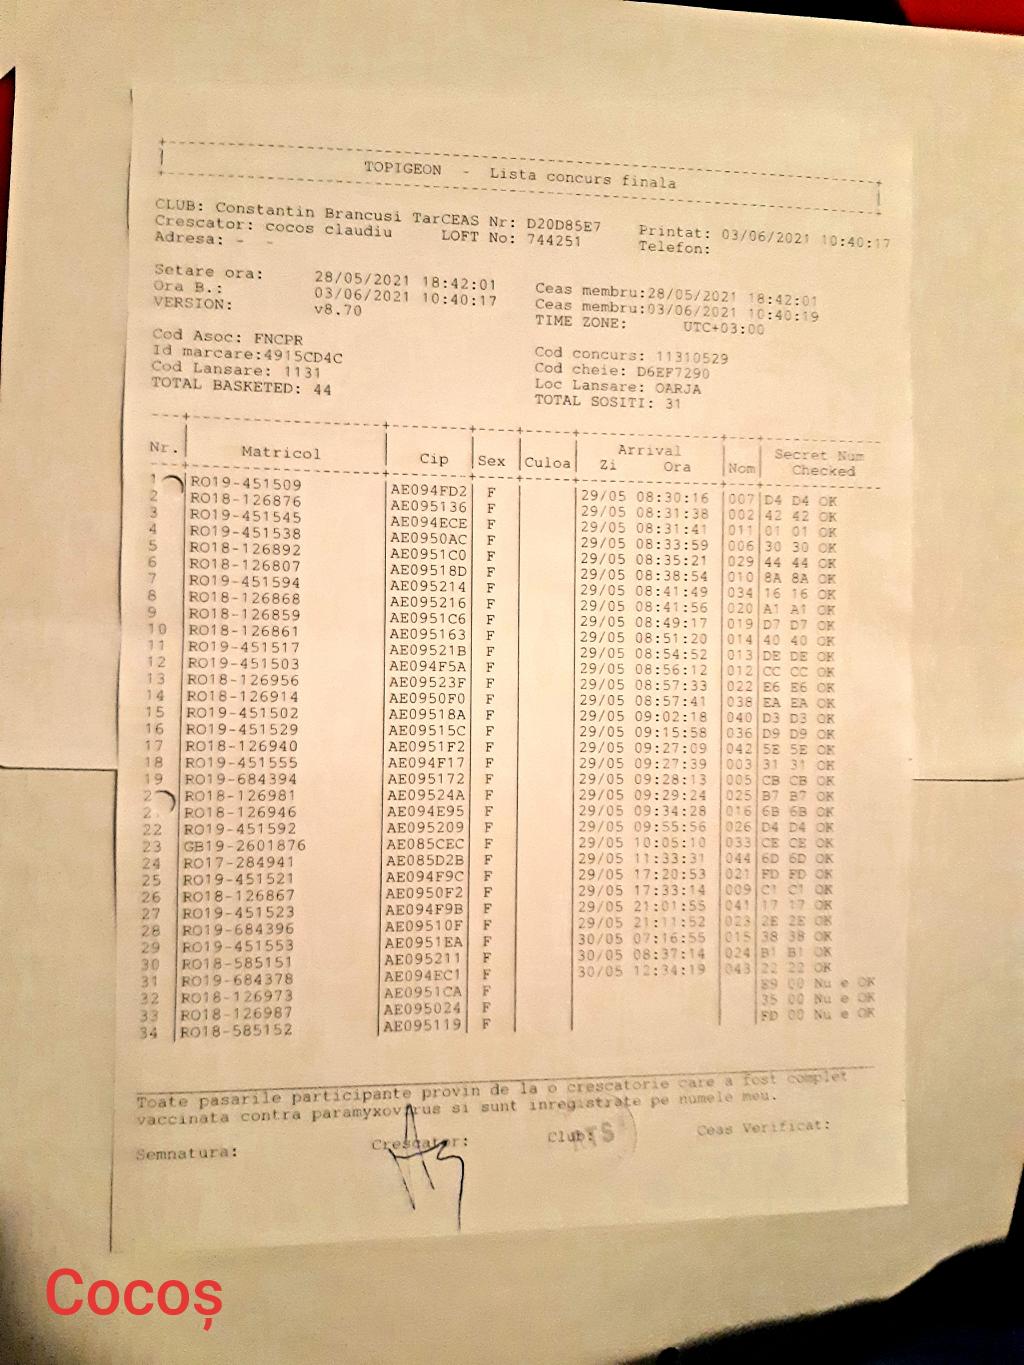 TOPIGEON - Lista concurs finala
CLUB: Constantin Brancusi TarCEAS Nr: D20D85E7
Crescator: cocos claudiu LOFT No: 744251 Printat: 03/06/2021 10:40:17
Adresa: - - Telefon:
Setare ora: 28/05/2021 18:42:01 Ceas membru:28/05/2021 18:42:01
Ora B.: 03/06/2021 10:40:17 Ceas membru:03/06/2021 10:40:19
VERSION: v8.70 TIME ZONE: UTC+03:00
Cod Asoc: FNCPR Cod concurs: 11310529
Id marcare:4915CD4C Cod cheie: D6EF7290
Cod Lansare: 1131 Loc Lansare: OARJA
TOTAL BASKETED: 44 TOTAL SOSITI: 31
Nr. Matricol Cip Sex Culoa Arrival Zi Ora Nom Secret Num Checked
1 RO19-451509 AE094FD2 F 29/05 08:30:16 007 D4 D4 OK
2 RO18-126876 AE095136 F 29/05 08:31:38 002 42 42 OK
3 RO19-451545 AE094ECE F 29/05 08:31:41 011 01 01 OK
4 RO19-451538 AE0950AC F 29/05 08:33:59 006 30 30 OK
5 RO18-126892 AE0951C0 F 29/05 08:35:21 029 44 44 OK
6 RO18-126807 AE09518D F 29/05 08:38:54 010 8A 8A OK
7 RO19-451594 AE095214 F 29/05 08:41:49 034 16 16 OK
8 RO18-126868 AE095216 F 29/05 08:41:56 020 A1 A1 OK
9 RO18-126859 AE0951C6 F 29/05 08:49:17 019 D7 D7 OK
10 RO18-126861 AE095163 F 29/05 08:51:20 014 40 40 OK
11 RO19-451517 AE09521B F 29/05 08:54:52 013 DE DE OK
12 RO19-451503 AE094F5A F 29/05 08:56:12 012 CC CC OK
13 RO18-126956 AE09523F F 29/05 08:57:33 022 E6 E6 OK
14 RO18-126914 AE0950F0 F 29/05 08:57:41 038 EA EA OK
15 RO19-451502 AE09518A F 29/05 09:02:18 040 D3 D3 OK
16 RO19-451529 AE09515C F 29/05 09:15:58 036 D9 D9 OK
17 RO18-126940 AE0951F2 F 29/05 09:27:09 042 5E 5E OK
18 RO19-451555 AE094F17 F 29/05 09:27:39 003 31 31 OK
19 RO19-684394 AE095172 F 29/05 09:28:13 005 CB CB OK
2 RO18-126981 AE09524A F 29/05 09:29:24 025 B7 B7 OK
2 RO18-126946 AE094E95 F 29/05 09:34:28 016 6B 6B OK
22 RO19-451592 AE095209 F 29/05 09:55:56 026 D4 D4 OK
23 GB19-2601876 AE085CEC F 29/05 10:05:10 033 CE CE OK
24 RO17-284941 AE085D2B F 29/05 11:33:31 044 6D 6D OK
25 RO19-451521 AE094F9C F 29/05 17:20:53 021 FD FD OK
26 RO18-126867 AE0950F2 F 29/05 17:33:14 009 C1 C1 OK
27 RO19-451523 AE094F9B F 29/05 21:01:55 041 17 17 OK
28 RO19-684396 AE09510F F 29/05 21:11:52 023 2E 2E OK
29 RO19-451553 AE0951EA F 30/05 07:16:55 015 38 38 OK
30 RO18-585151 AE095211 F 30/05 08:37:14 024 B1 B1 OK
31 RO19-684378 AE094EC1 F 30/05 12:34:19 043 22 22 OK
32 RO18-126973 AE0951CA F 00 Nu e OK
33 RO18-126987 AE095024 F 35 00 Nu e OK
34 RO18-585152 AE095119 F FD 00 Nu e OK
Toate pasarile participante provin de la o crescatorie care a fost complet
vaccinata contra paramyxovirus si sunt inregistrate pe numele meu.
Semnatura: Crescator: Club: Ceas Verificat:
Cocoș